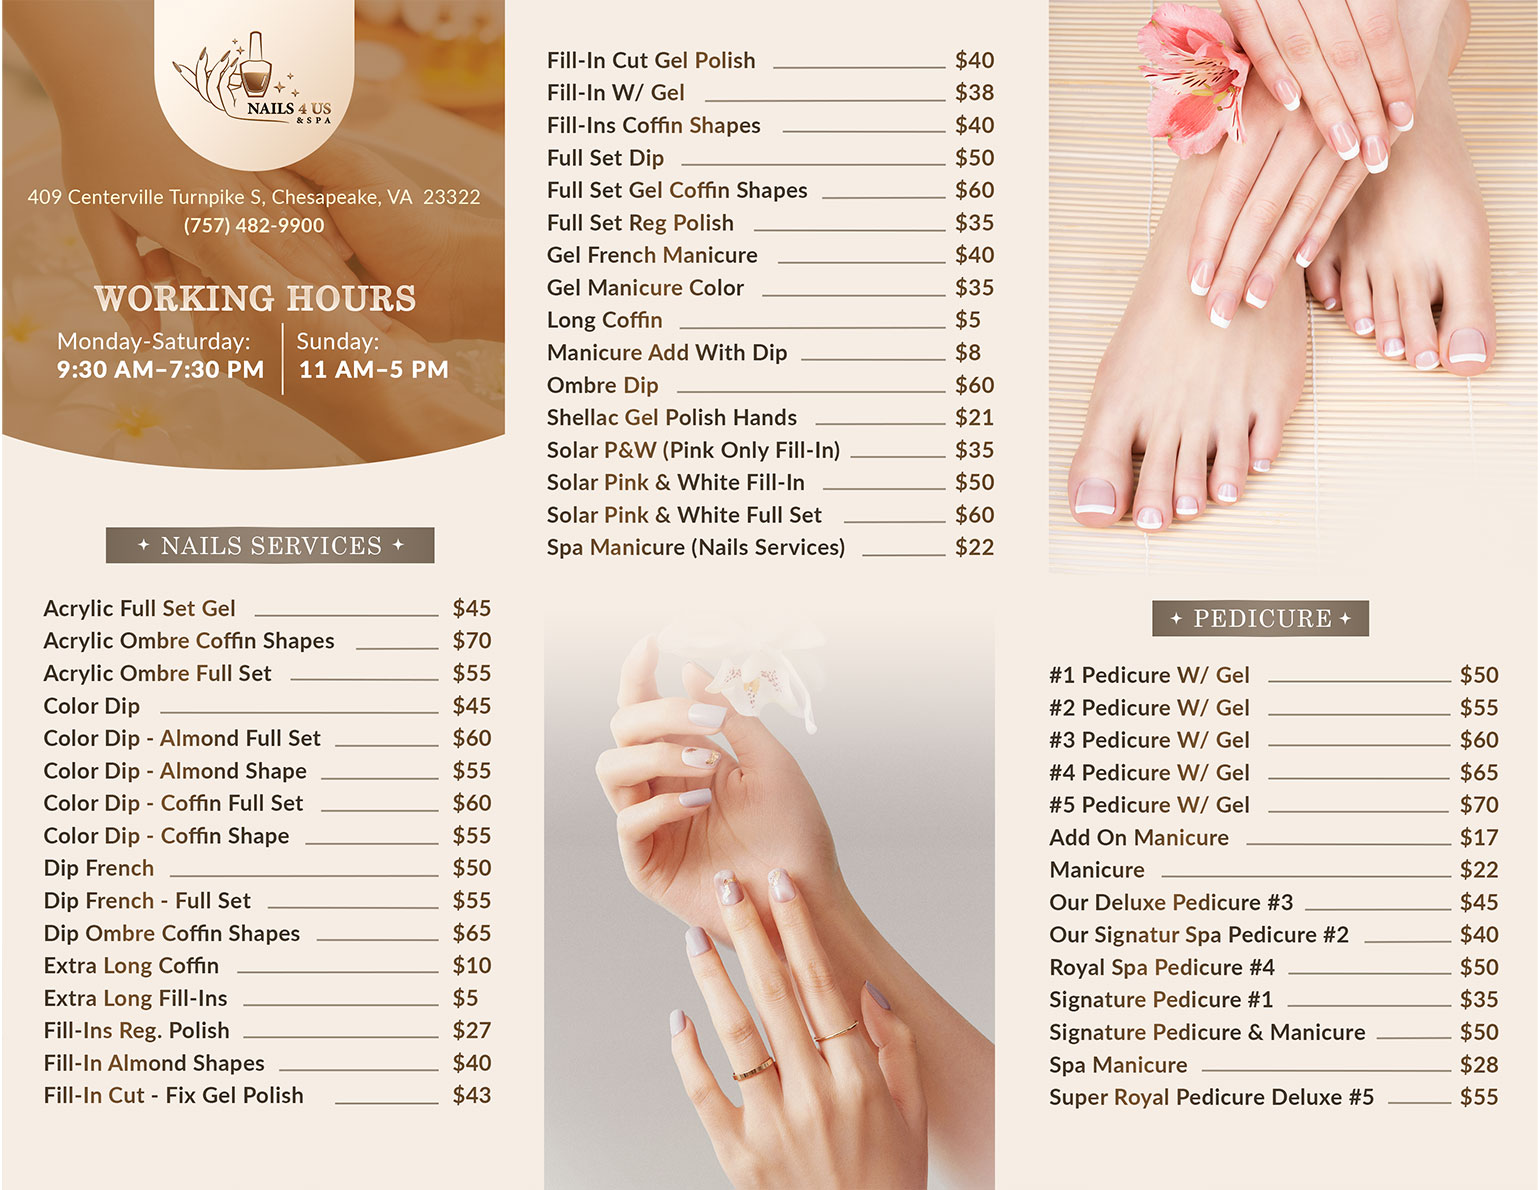 NAILS 4 US
& SPA
409 Centerville Turnpike S, Chesapeake, VA 23322
(757) 482-9900
WORKING HOURS
Monday-Saturday:
9:30 AM–7:30 PM
Sunday:
11 AM–5 PM
NAILS SERVICES
Acrylic Full Set Gel $45
Acrylic Ombre Coffin Shapes $70
Acrylic Ombre Full Set $55
Color Dip $45
Color Dip - Almond Full Set $60
Color Dip - Almond Shape $55
Color Dip - Coffin Full Set $60
Color Dip - Coffin Shape $55
Dip French $50
Dip French - Full Set $55
Dip Ombre Coffin Shapes $65
Extra Long Coffin $10
Extra Long Fill-Ins $5
Fill-Ins Reg. Polish $27
Fill-In Almond Shapes $40
Fill-In Cut - Fix Gel Polish $43
Fill-In Cut Gel Polish $40
Fill-In W/ Gel $38
Fill-Ins Coffin Shapes $40
Full Set Dip $50
Full Set Gel Coffin Shapes $60
Full Set Reg Polish $35
Gel French Manicure $40
Gel Manicure Color $35
Long Coffin $5
Manicure Add With Dip $8
Ombre Dip $60
Shellac Gel Polish Hands $21
Solar P&W (Pink Only Fill-In) $35
Solar Pink & White Fill-In $50
Solar Pink & White Full Set $60
Spa Manicure (Nails Services) $22
PEDICURE
#1 Pedicure W/ Gel $50
#2 Pedicure W/ Gel $55
#3 Pedicure W/ Gel $60
#4 Pedicure W/ Gel $65
#5 Pedicure W/ Gel $70
Add On Manicure $17
Manicure $22
Our Deluxe Pedicure #3 $45
Our Signatur Spa Pedicure #2 $40
Royal Spa Pedicure #4 $50
Signature Pedicure #1 $35
Signature Pedicure & Manicure $50
Spa Manicure $28
Super Royal Pedicure Deluxe #5 $55